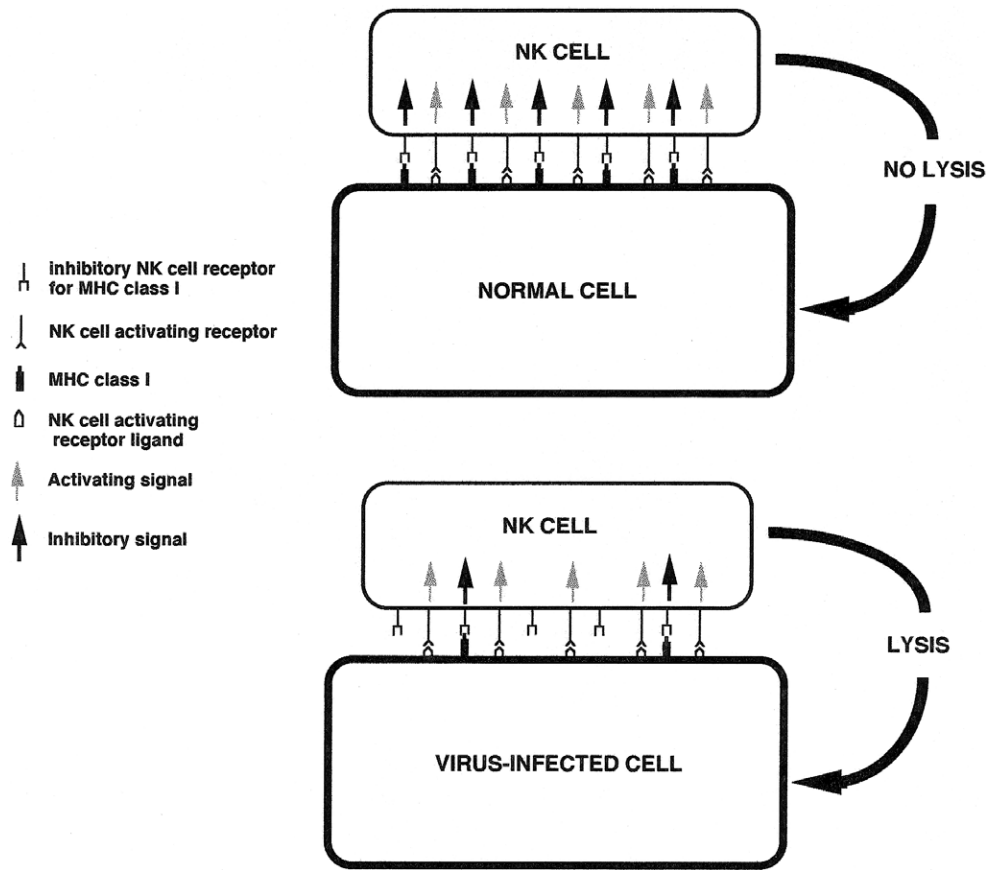 NK CELL
NO LYSIS
NORMAL CELL
inhibitory NK cell receptor
for MHC class I
NK cell activating receptor
MHC class I
NK cell activating
receptor ligand
Activating signal
Inhibitory signal
NK CELL
LYSIS
VIRUS-INFECTED CELL